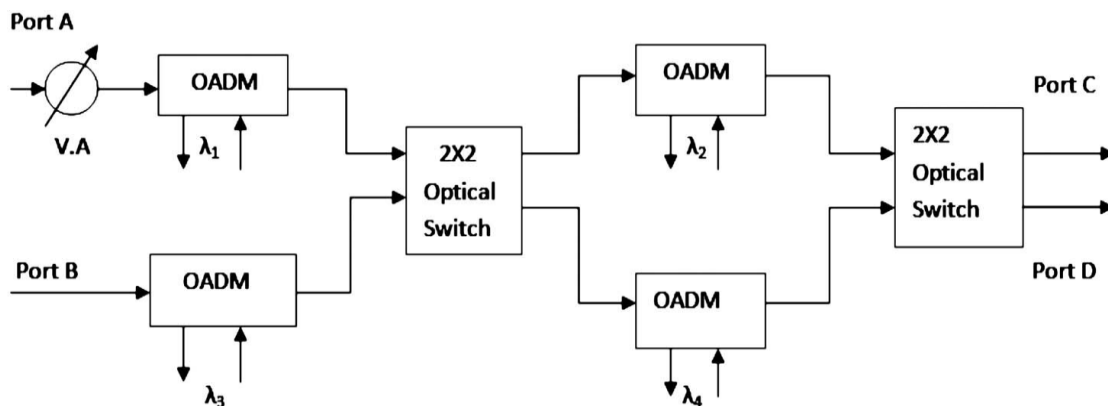 Port A
V.A
OADM
λ1
Port B
OADM
λ3
2X2
Optical
Switch
OADM
λ2
OADM
λ4
2X2
Optical
Switch
Port C
Port D